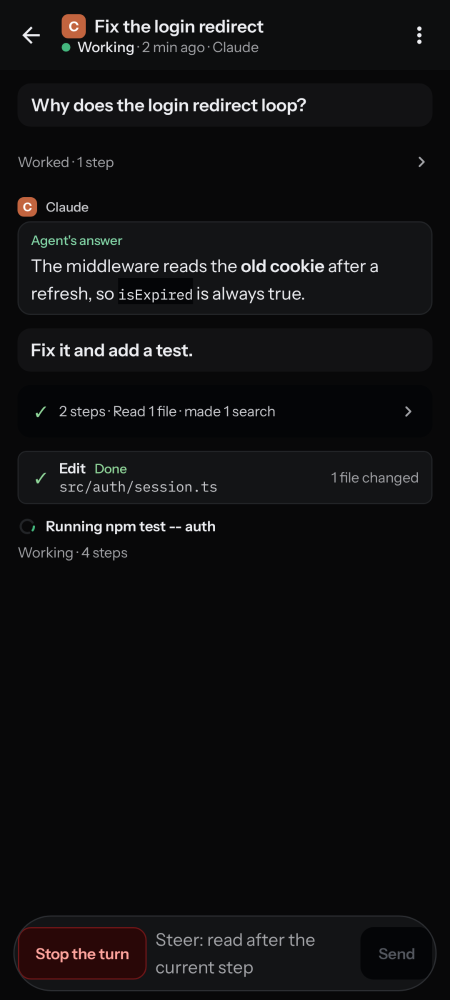 C Fix the login redirect
Working · 2 min ago · Claude
Why does the login redirect loop?
Worked · 1 step
C Claude
Agent's answer
The middleware reads the old cookie after a
refresh, so isExpired is always true.
Fix it and add a test.
✓ 2 steps · Read 1 file · made 1 search
✓ Edit Done
src/auth/session.ts
1 file changed
Running npm test -- auth
Working · 4 steps
Stop the turn
Steer: read after the
current step
Send